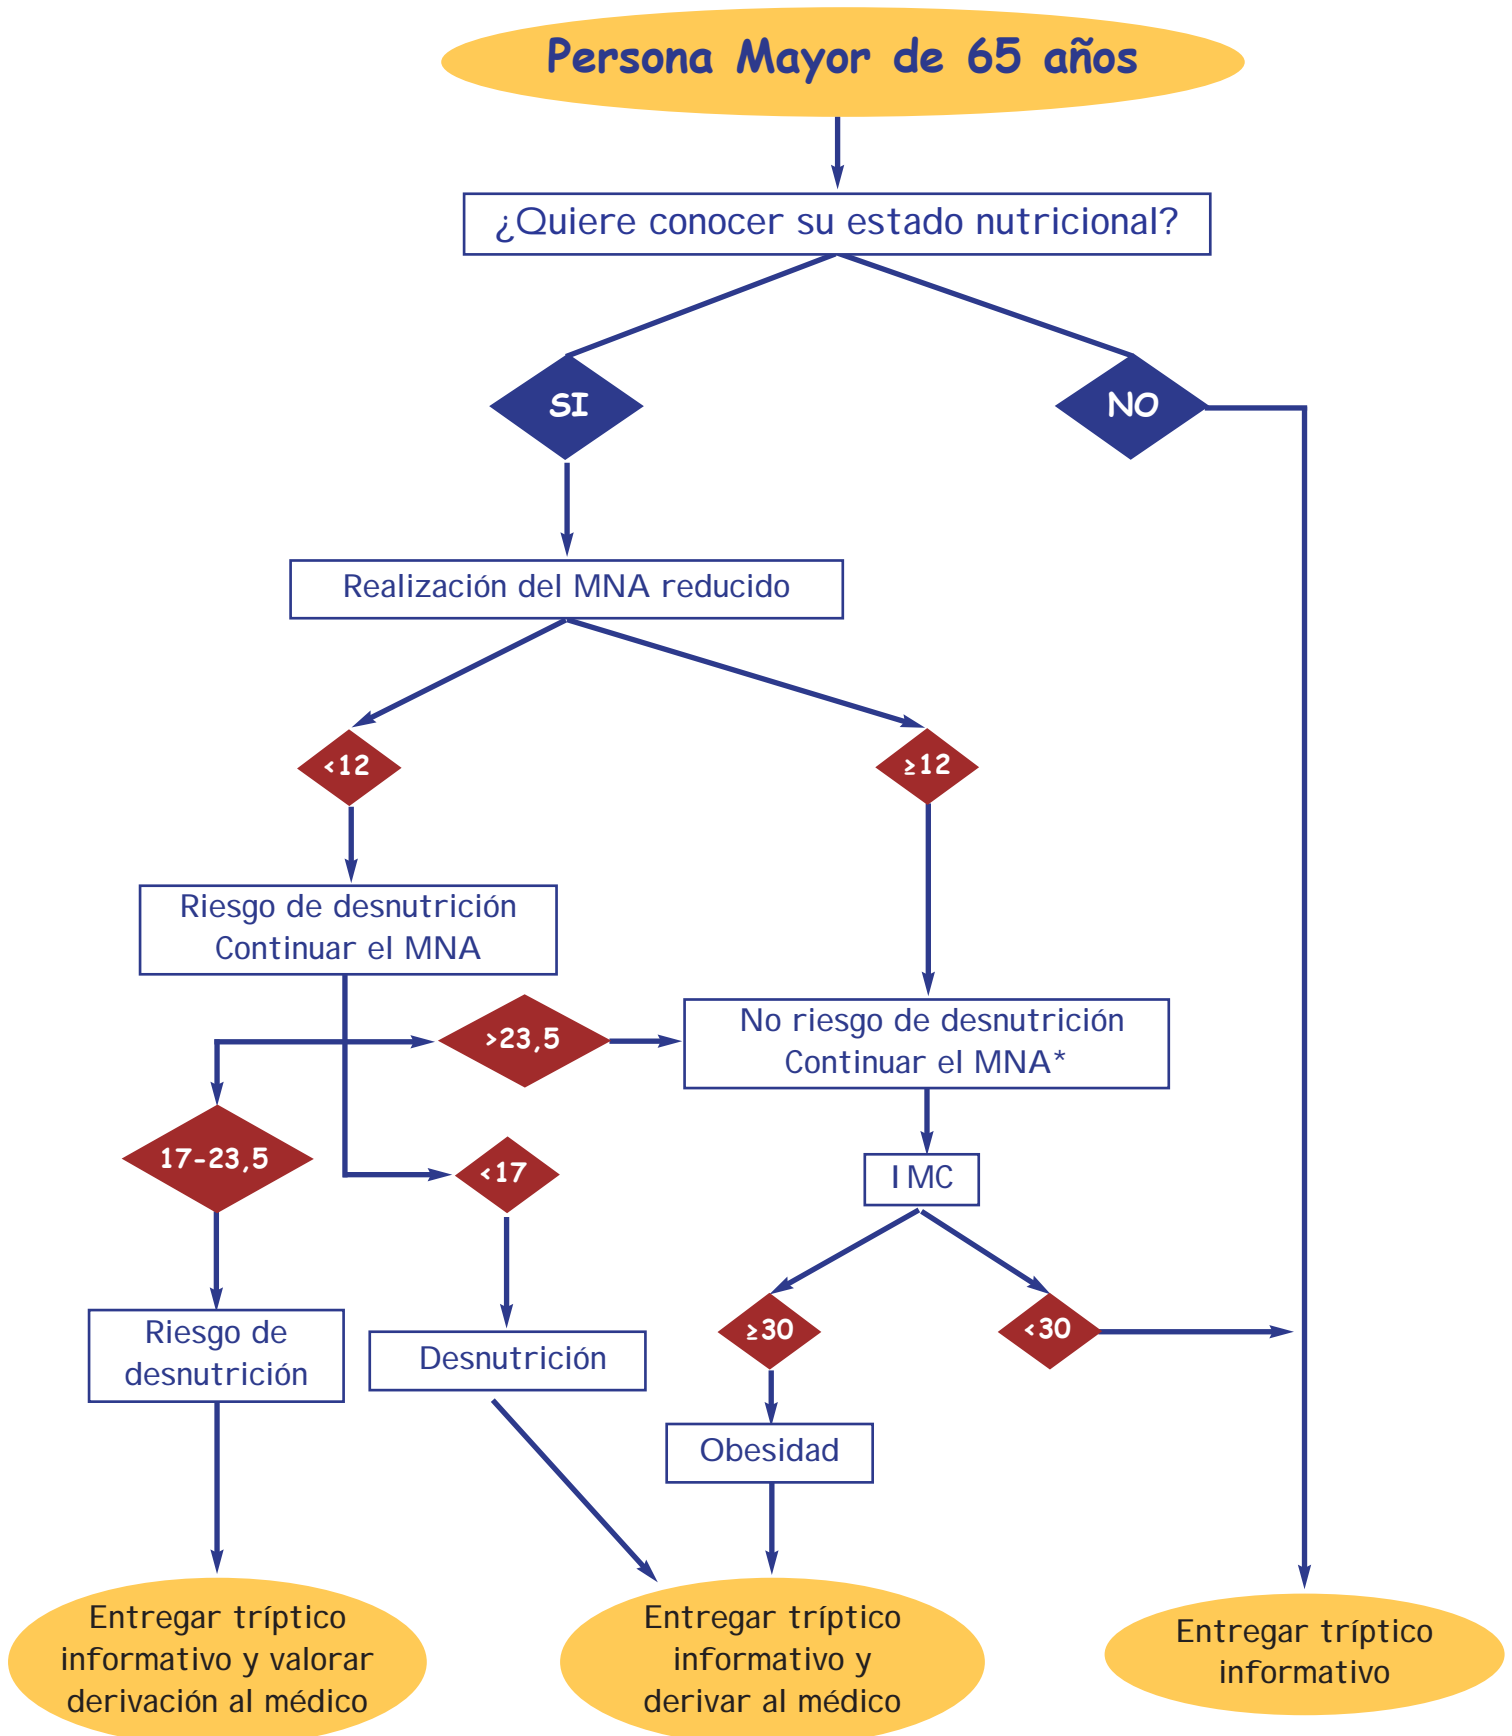 Persona Mayor de 65 años
¿Quiere conocer su estado nutricional?
SI
NO
Realización del MNA reducido
<12
≥12
Riesgo de desnutrición
Continuar el MNA
>23,5
No riesgo de desnutrición
Continuar el MNA*
17-23,5
<17
IMC
≥30
<30
Riesgo de
desnutrición
Desnutrición
Obesidad
Entregar tríptico
informativo y valorar
derivación al médico
Entregar tríptico
informativo y
derivar al médico
Entregar tríptico
informativo